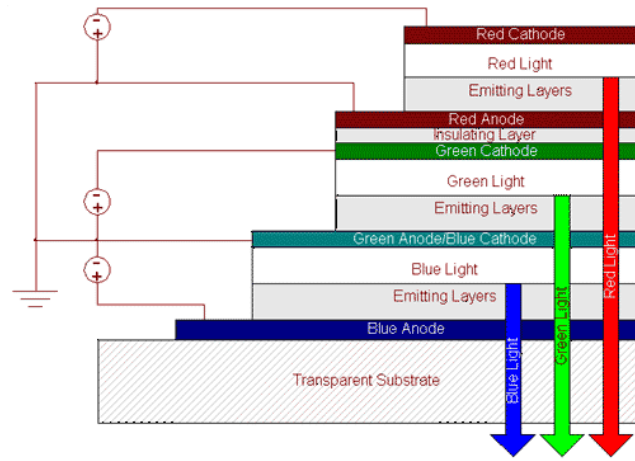 Red Cathode
Red Light
Emitting Layers
Red Anode
Insulating Layer
Green Cathode
Green Light
Emitting Layers
Green Anode/Blue Cathode
Blue Light
Emitting Layers
Blue Anode
Transparent Substrate
Blue Light
Green Light
Red Light